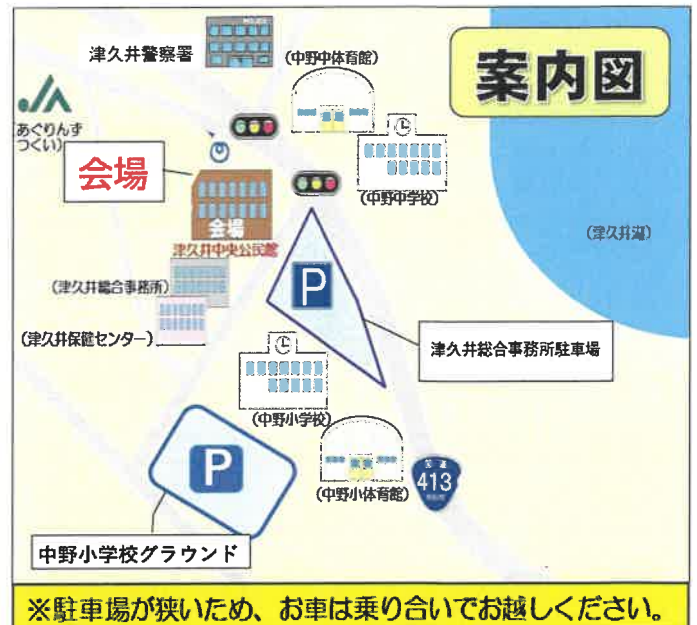 案内図
津久井警察署
POLICE
(中野中体育館)
JA
(あぐりんず
つくい)
会場
(中野中学校)
会場
津久井中央公民館
(津久井湖)
(津久井総合事務所)
P
(津久井保健センター)
津久井総合事務所駐車場
(中野小学校)
P
(中野小体育館)
国道
413
中野小学校グラウンド
※駐車場が狭いため、お車は乗り合いでお越しください。